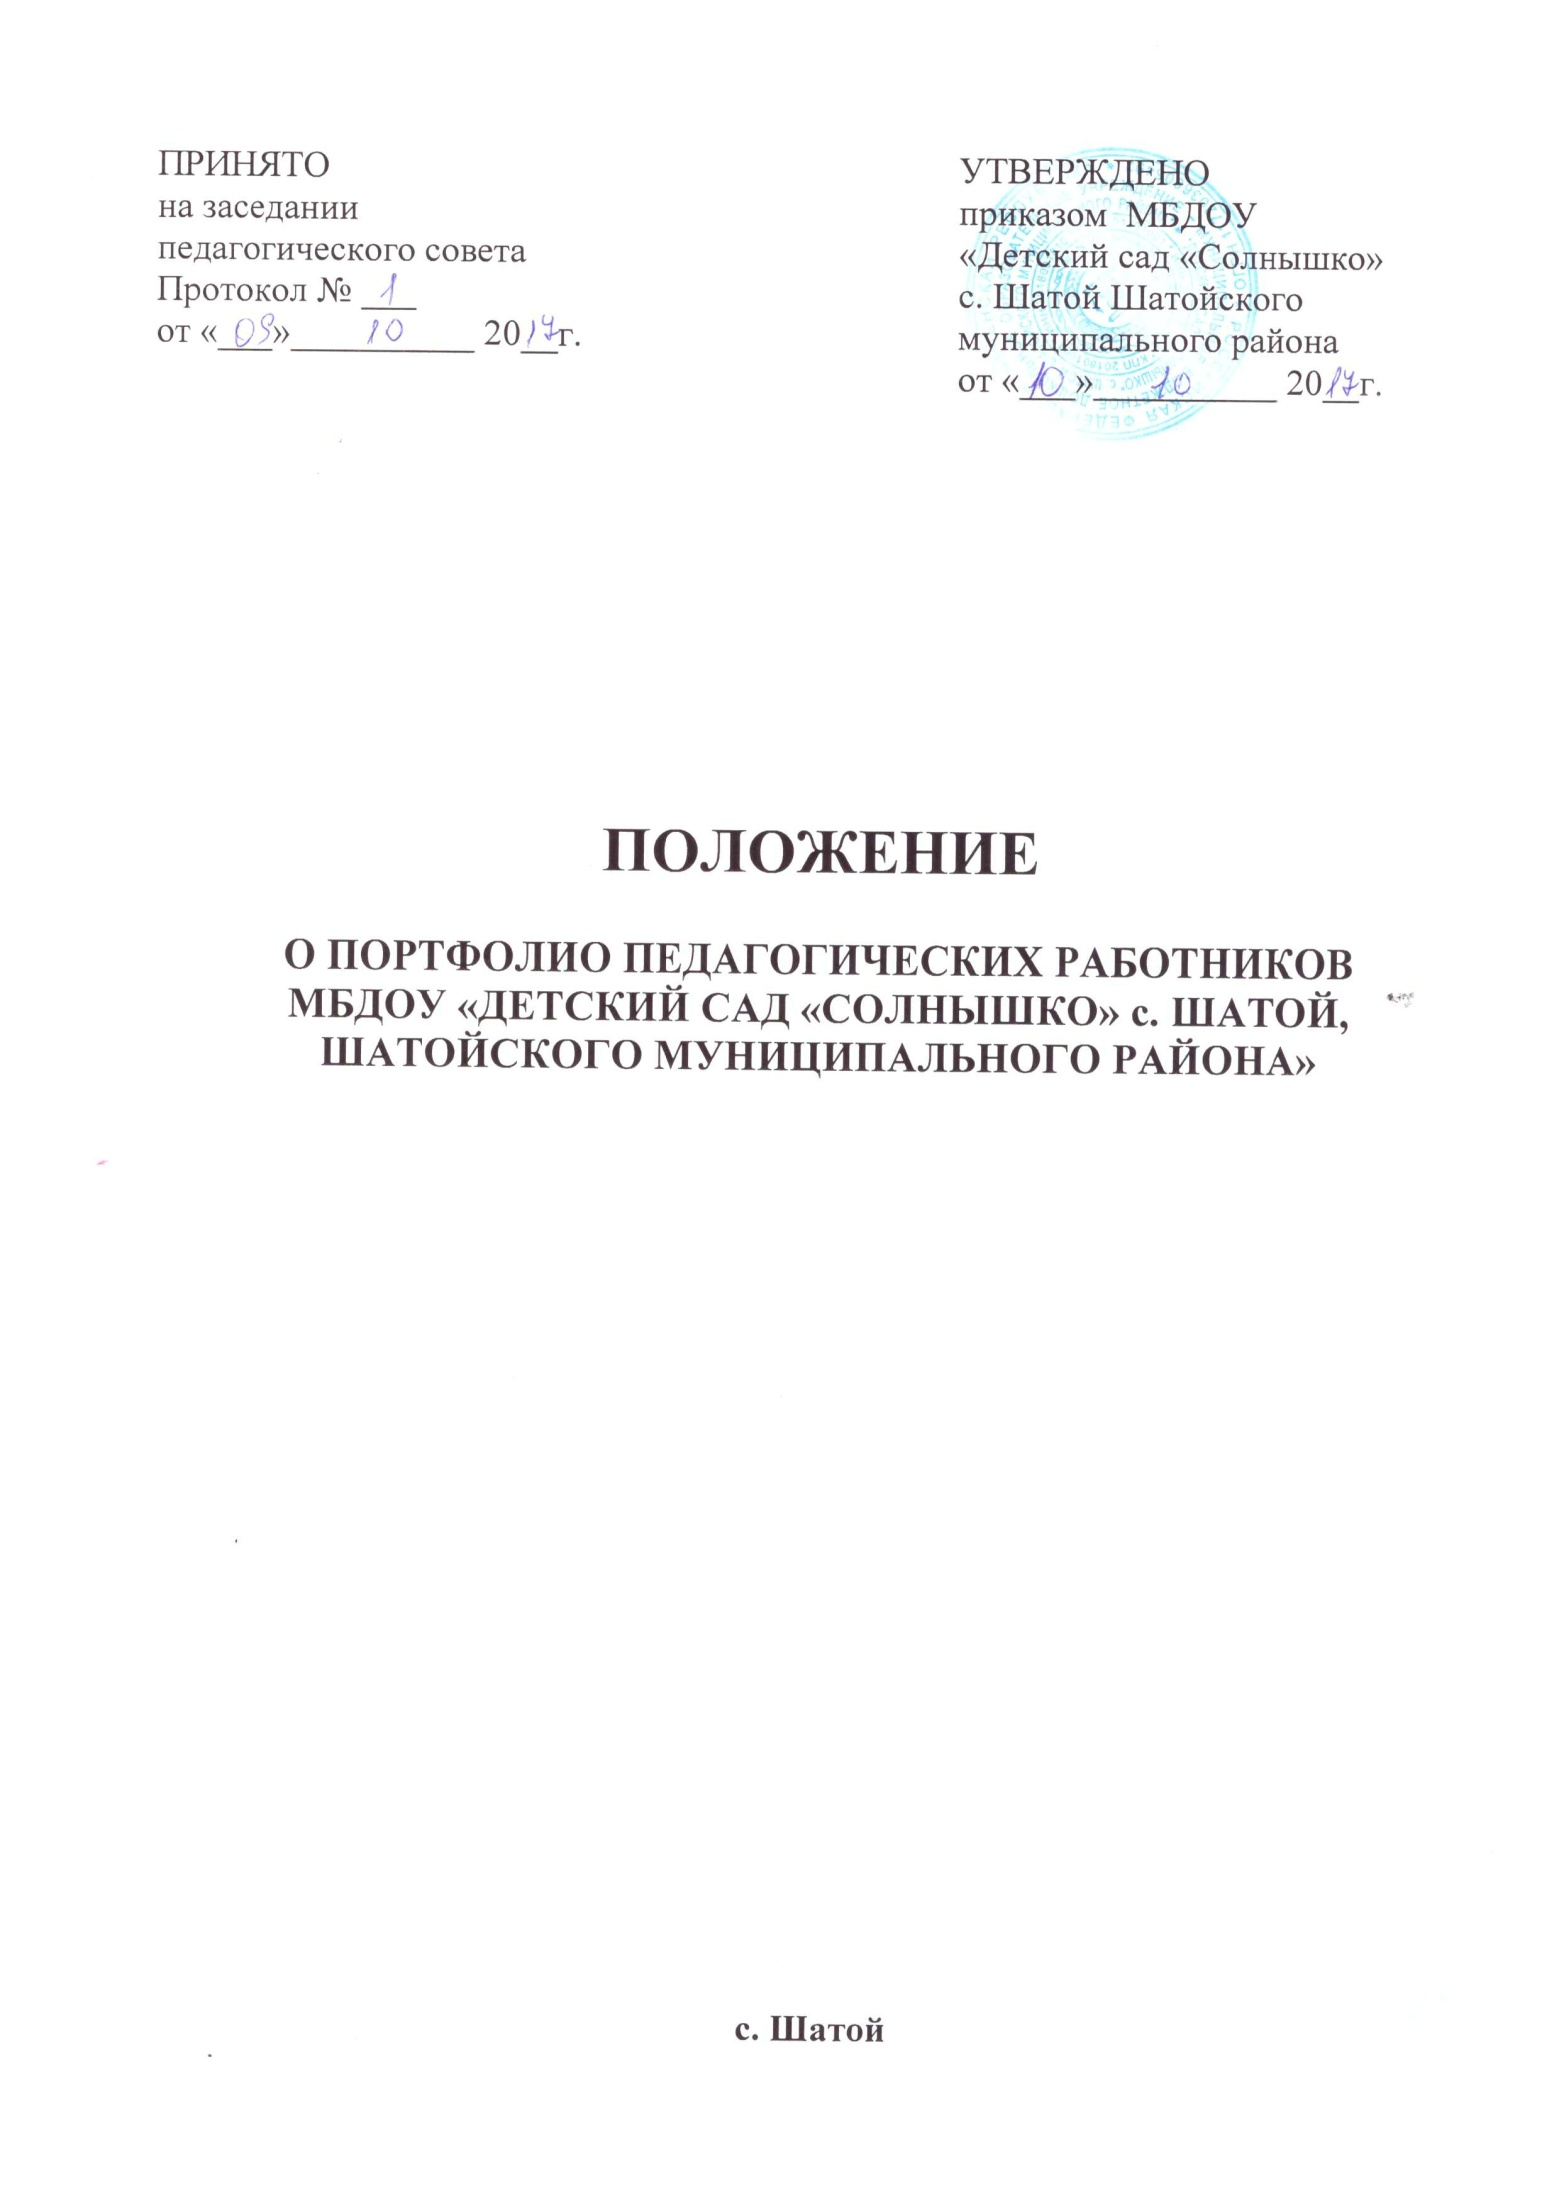 ПРИНЯТО
на заседании
педагогического совета
Протокол № 1
от «09» 10 2017г.
УТВЕРЖДЕНО
приказом МБДОУ
«Детский сад «Солнышко»
с. Шатой Шатойского
муниципального района
от «10» 10 2017г.
ПОЛОЖЕНИЕ
О ПОРТФОЛИО ПЕДАГОГИЧЕСКИХ РАБОТНИКОВ
МБДОУ «ДЕТСКИЙ САД «СОЛНЫШКО» с. ШАТОЙ,
ШАТОЙСКОГО МУНИЦИПАЛЬНОГО РАЙОНА»
с. Шатой